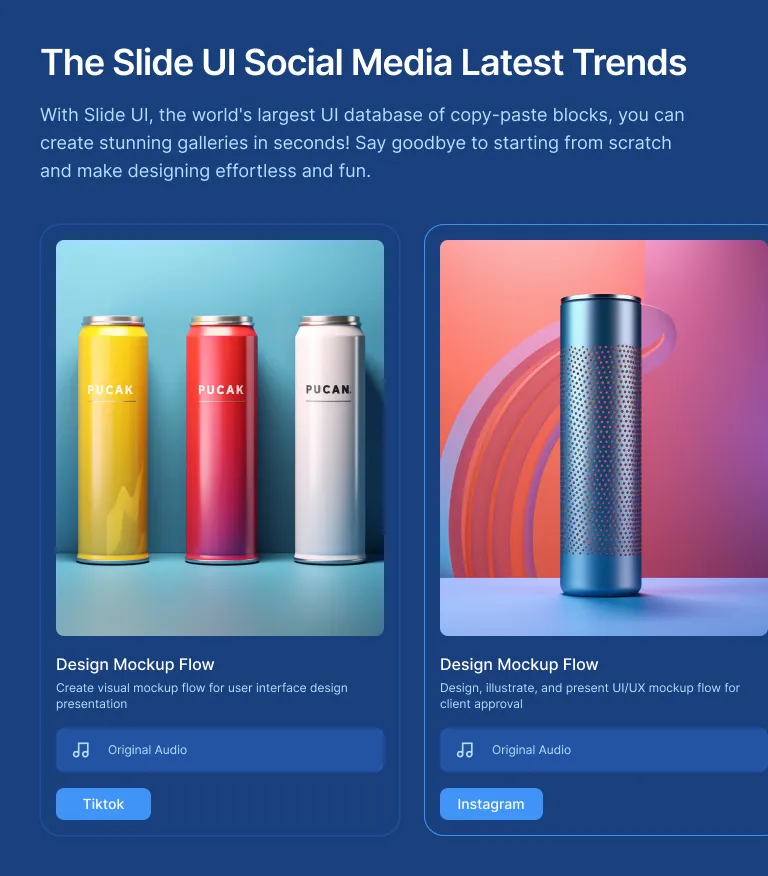 The Slide UI Social Media Latest Trends
With Slide UI, the world's largest UI database of copy-paste blocks, you can
create stunning galleries in seconds! Say goodbye to starting from scratch
and make designing effortless and fun.
PUCAK
PUCAK
PUCAN.
Design Mockup Flow
Create visual mockup flow for user interface design
presentation
Original Audio
Tiktok
Design Mockup Flow
Design, illustrate, and present UI/UX mockup flow for
client approval
Original Audio
Instagram